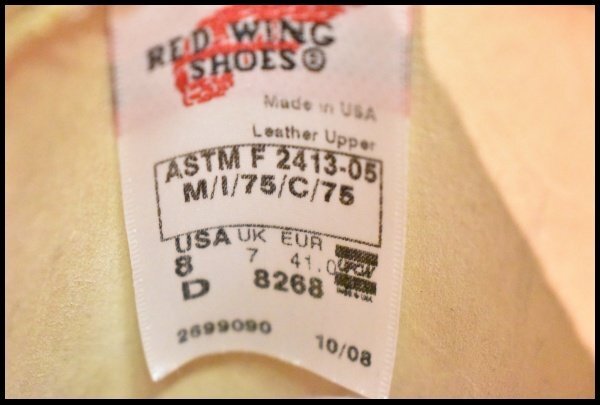 RED WING
SHOES®
Made in USA
Leather Upper
ASTM F 2413-05
M/I/75/C/75
USA UK EUR
8 7 41.0
D 8268
UFCW
2699090 10/08